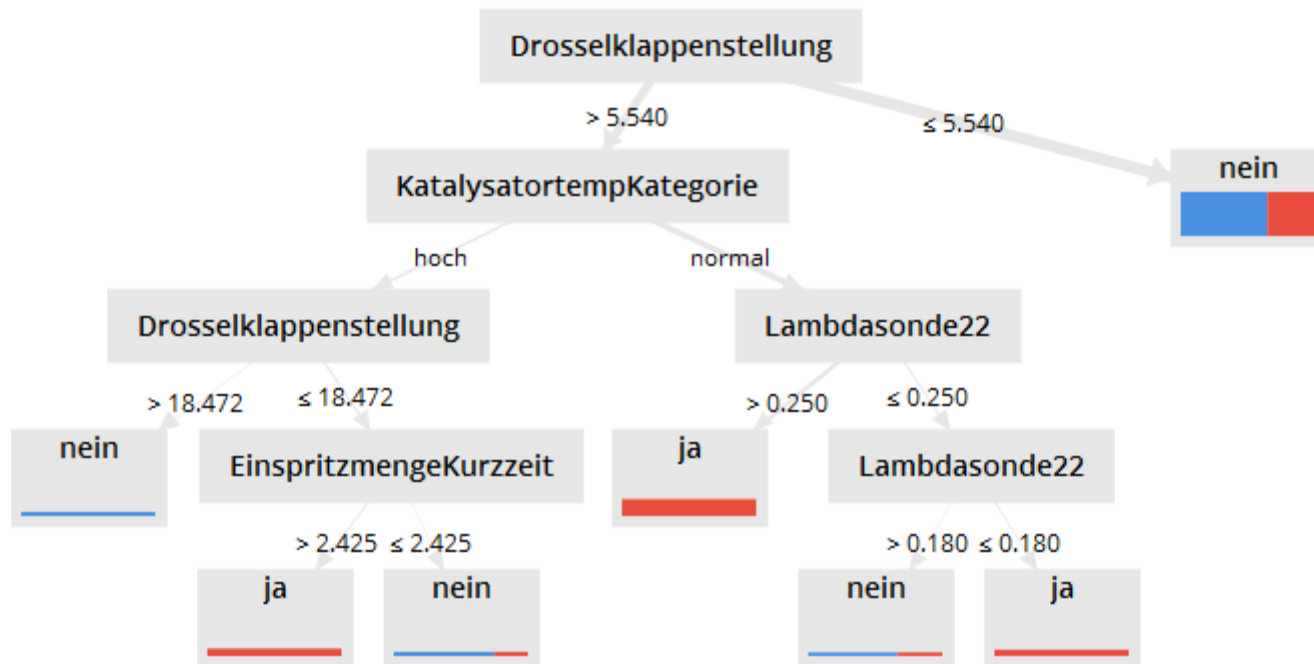 Drosselklappenstellung
> 5.540
≤ 5.540
KatalysatortempKategorie
nein
hoch
normal
Drosselklappenstellung
Lambdasonde22
> 18.472
≤ 18.472
> 0.250
≤ 0.250
nein
EinspritzmengeKurzzeit
ja
Lambdasonde22
> 2.425
≤ 2.425
> 0.180
≤ 0.180
ja
nein
nein
ja